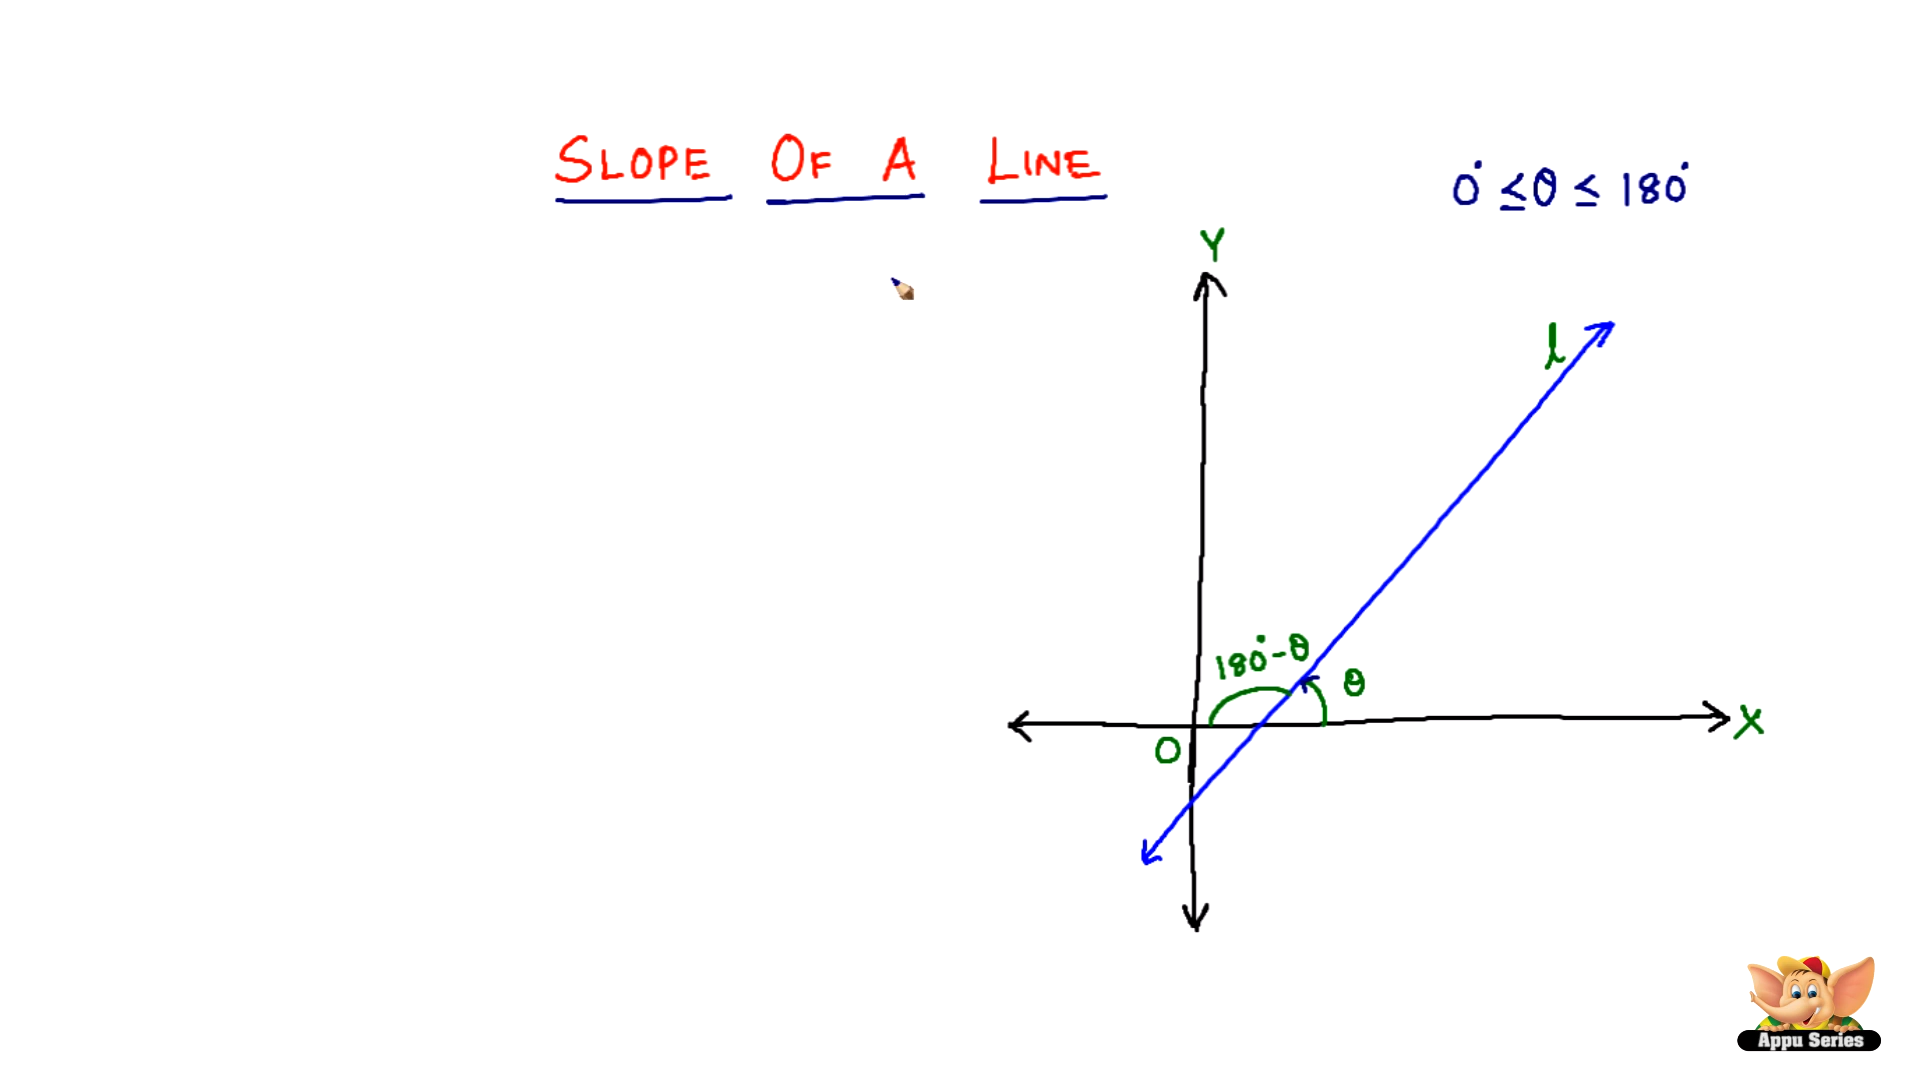 SLOPE OF A LINE
0° ≤ θ ≤ 180°
Y
l
180° - θ
θ
X
O
Appu Series